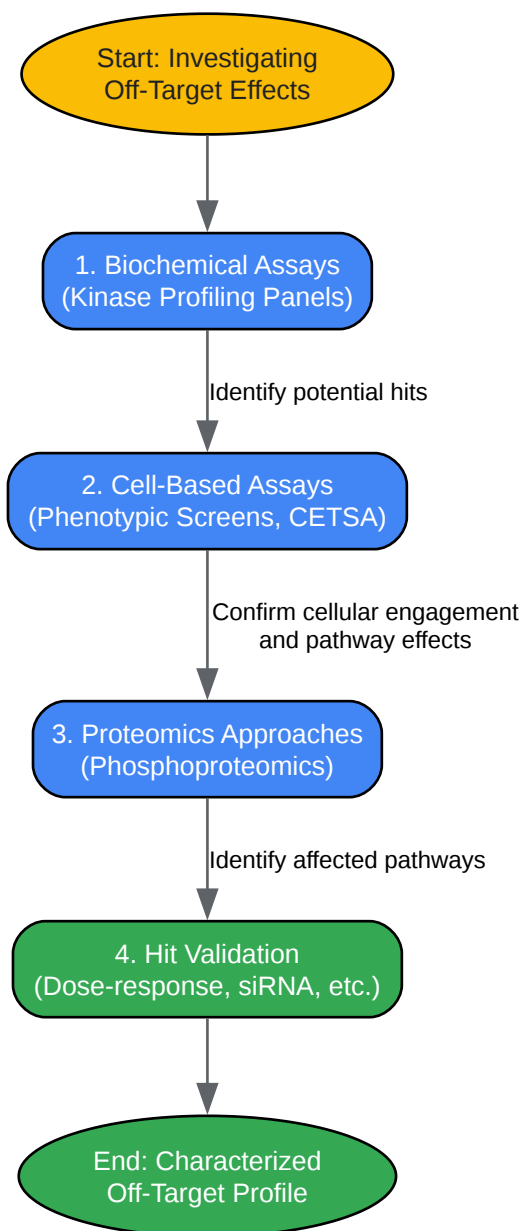 Start: Investigating
Off-Target Effects
1. Biochemical Assays
(Kinase Profiling Panels)
Identify potential hits
2. Cell-Based Assays
(Phenotypic Screens, CETSA)
Confirm cellular engagement
and pathway effects
3. Proteomics Approaches
(Phosphoproteomics)
Identify affected pathways
4. Hit Validation
(Dose-response, siRNA, etc.)
End: Characterized
Off-Target Profile